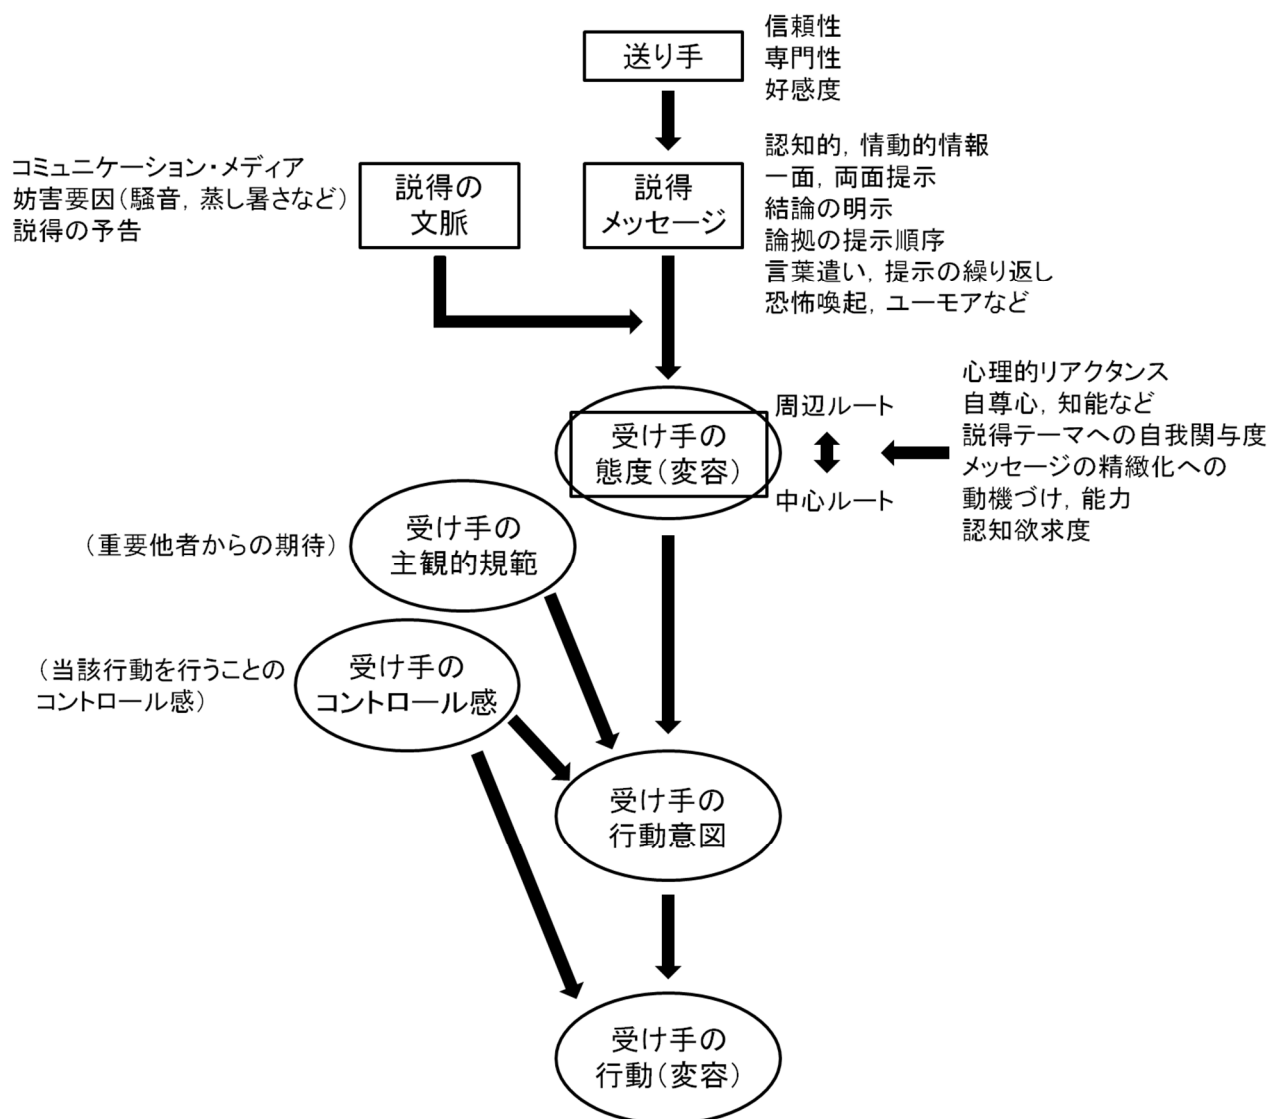 送り手
信頼性
専門性
好感度
コミュニケーション・メディア
妨害要因（騒音，蒸し暑さなど）
説得の予告
説得の
文脈
説得
メッセージ
認知的，情動的情報
一面，両面提示
結論の明示
論拠の提示順序
言葉遣い，提示の繰り返し
恐怖喚起，ユーモアなど
受け手の
態度（変容）
周辺ルート
中心ルート
心理的リアクタンス
自尊心，知能など
説得テーマへの自我関与度
メッセージの精緻化への
動機づけ，能力
認知欲求度
（重要他者からの期待）
受け手の
主観的規範
（当該行動を行うことの
コントロール感）
受け手の
コントロール感
受け手の
行動意図
受け手の
行動（変容）